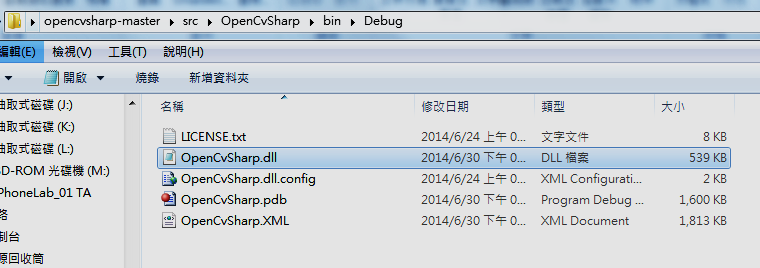 opencvsharp-master ▸ src ▸ OpenCvSharp ▸ bin ▸ Debug
編輯(E) 檢視(V) 工具(T) 說明(H)
開啟 燒錄 新增資料夾
抽取式磁碟 (J:)
抽取式磁碟 (K:)
抽取式磁碟 (L:)
D-ROM 光碟機 (M:)
PhoneLab_01 TA
路
制台
源回收筒
名稱 修改日期 類型 大小
LICENSE.txt 2014/6/24 上午 0... 文字文件 8 KB
OpenCvSharp.dll 2014/6/30 下午 0... DLL 檔案 539 KB
OpenCvSharp.dll.config 2014/6/24 上午 0... XML Configurati... 2 KB
OpenCvSharp.pdb 2014/6/30 下午 0... Program Debug ... 1,600 KB
OpenCvSharp.XML 2014/6/30 下午 0... XML Document 1,813 KB